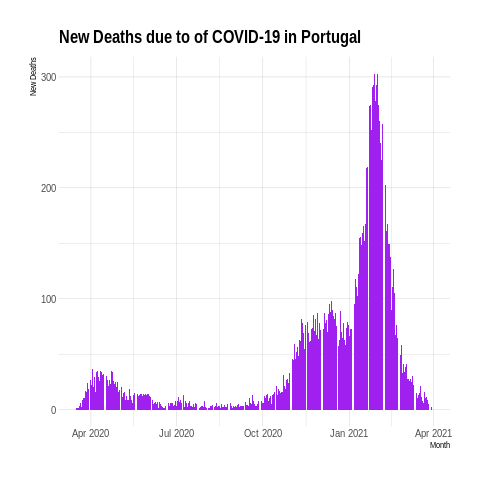 New Deaths due to of COVID-19 in Portugal
New Deaths
300
200
100
0
Apr 2020 Jul 2020 Oct 2020 Jan 2021 Apr 2021
Month